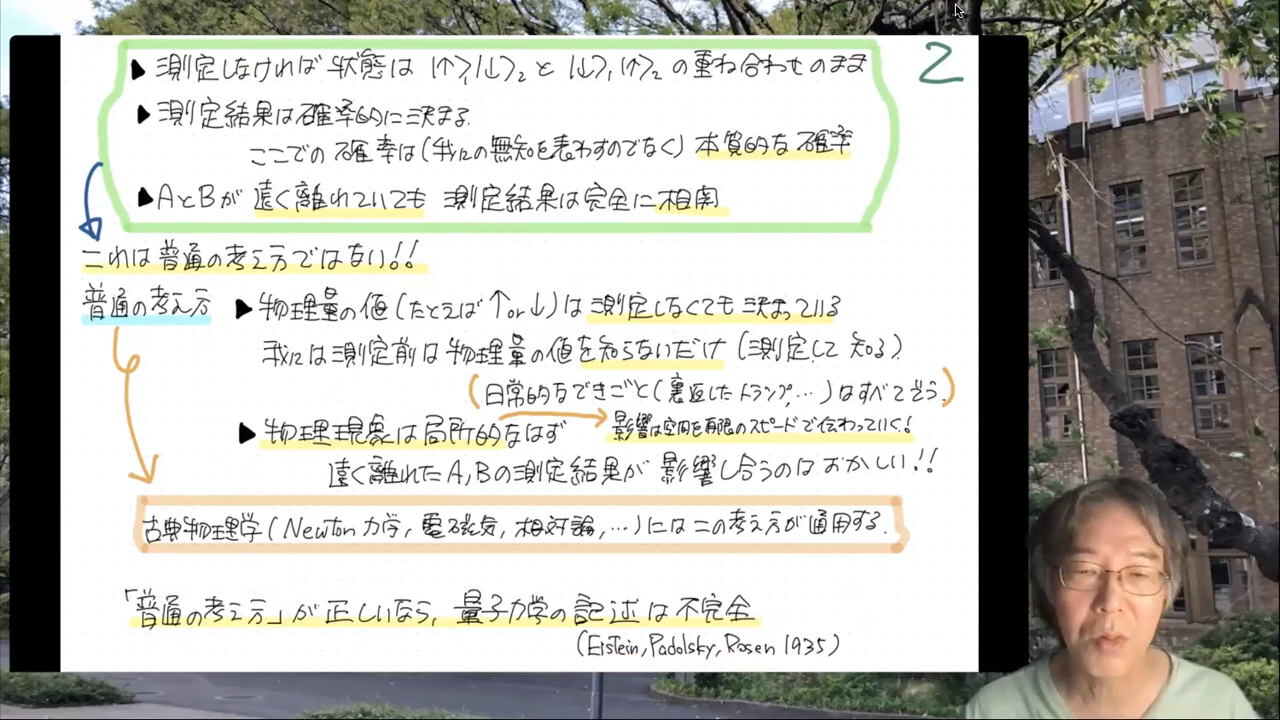 2
▶ 測定しなければ 状態は |↑〉₁|↓〉₂ と |↓〉₁|↑〉₂ の重ね合わせのまま
▶ 測定結果は確率的に決まる.
ここでの 確率は(我々の無知を表わすのでなく) 本質的な確率
▶ AとBが 遠く離れていても 測定結果は完全に相関
これは普通の考え方ではない!!
普通の考え方 ▶ 物理量の値(たとえば ↑or↓)は 測定しなくても 決まっている
我々は測定前は物理量の値を知らないだけ (測定して 知る).
(日常的なできごと(裏返したトランプ,…)はすべてそう.)
▶ 物理現象は局所的なはず 影響は空間を有限のスピードで伝わっていく!
遠く離れたA,Bの測定結果が 影響し合うのはおかしい!!
古典物理学(Newton力学, 電磁気, 相対論, …)にはこの考え方が通用する.
「普通の考え方」が正しいなら, 量子力学の記述は不完全
(Eistein, Padolsky, Rosen 1935)